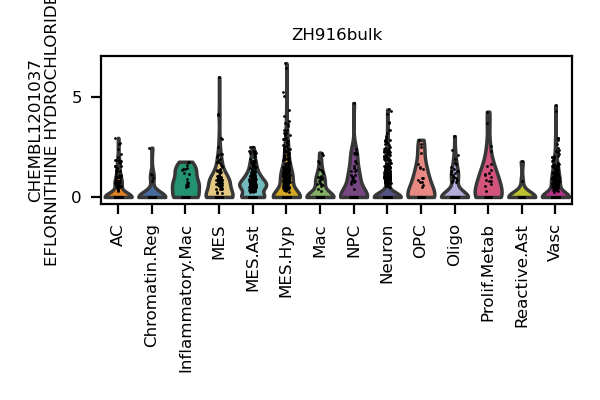 ZH916bulk
CHEMBL1201037
EFLORNITHINE HYDROCHLORIDE
5
0
AC
Chromatin.Reg
Inflammatory.Mac
MES
MES.Ast
MES.Hyp
Mac
NPC
Neuron
OPC
Oligo
Prolif.Metab
Reactive.Ast
Vasc